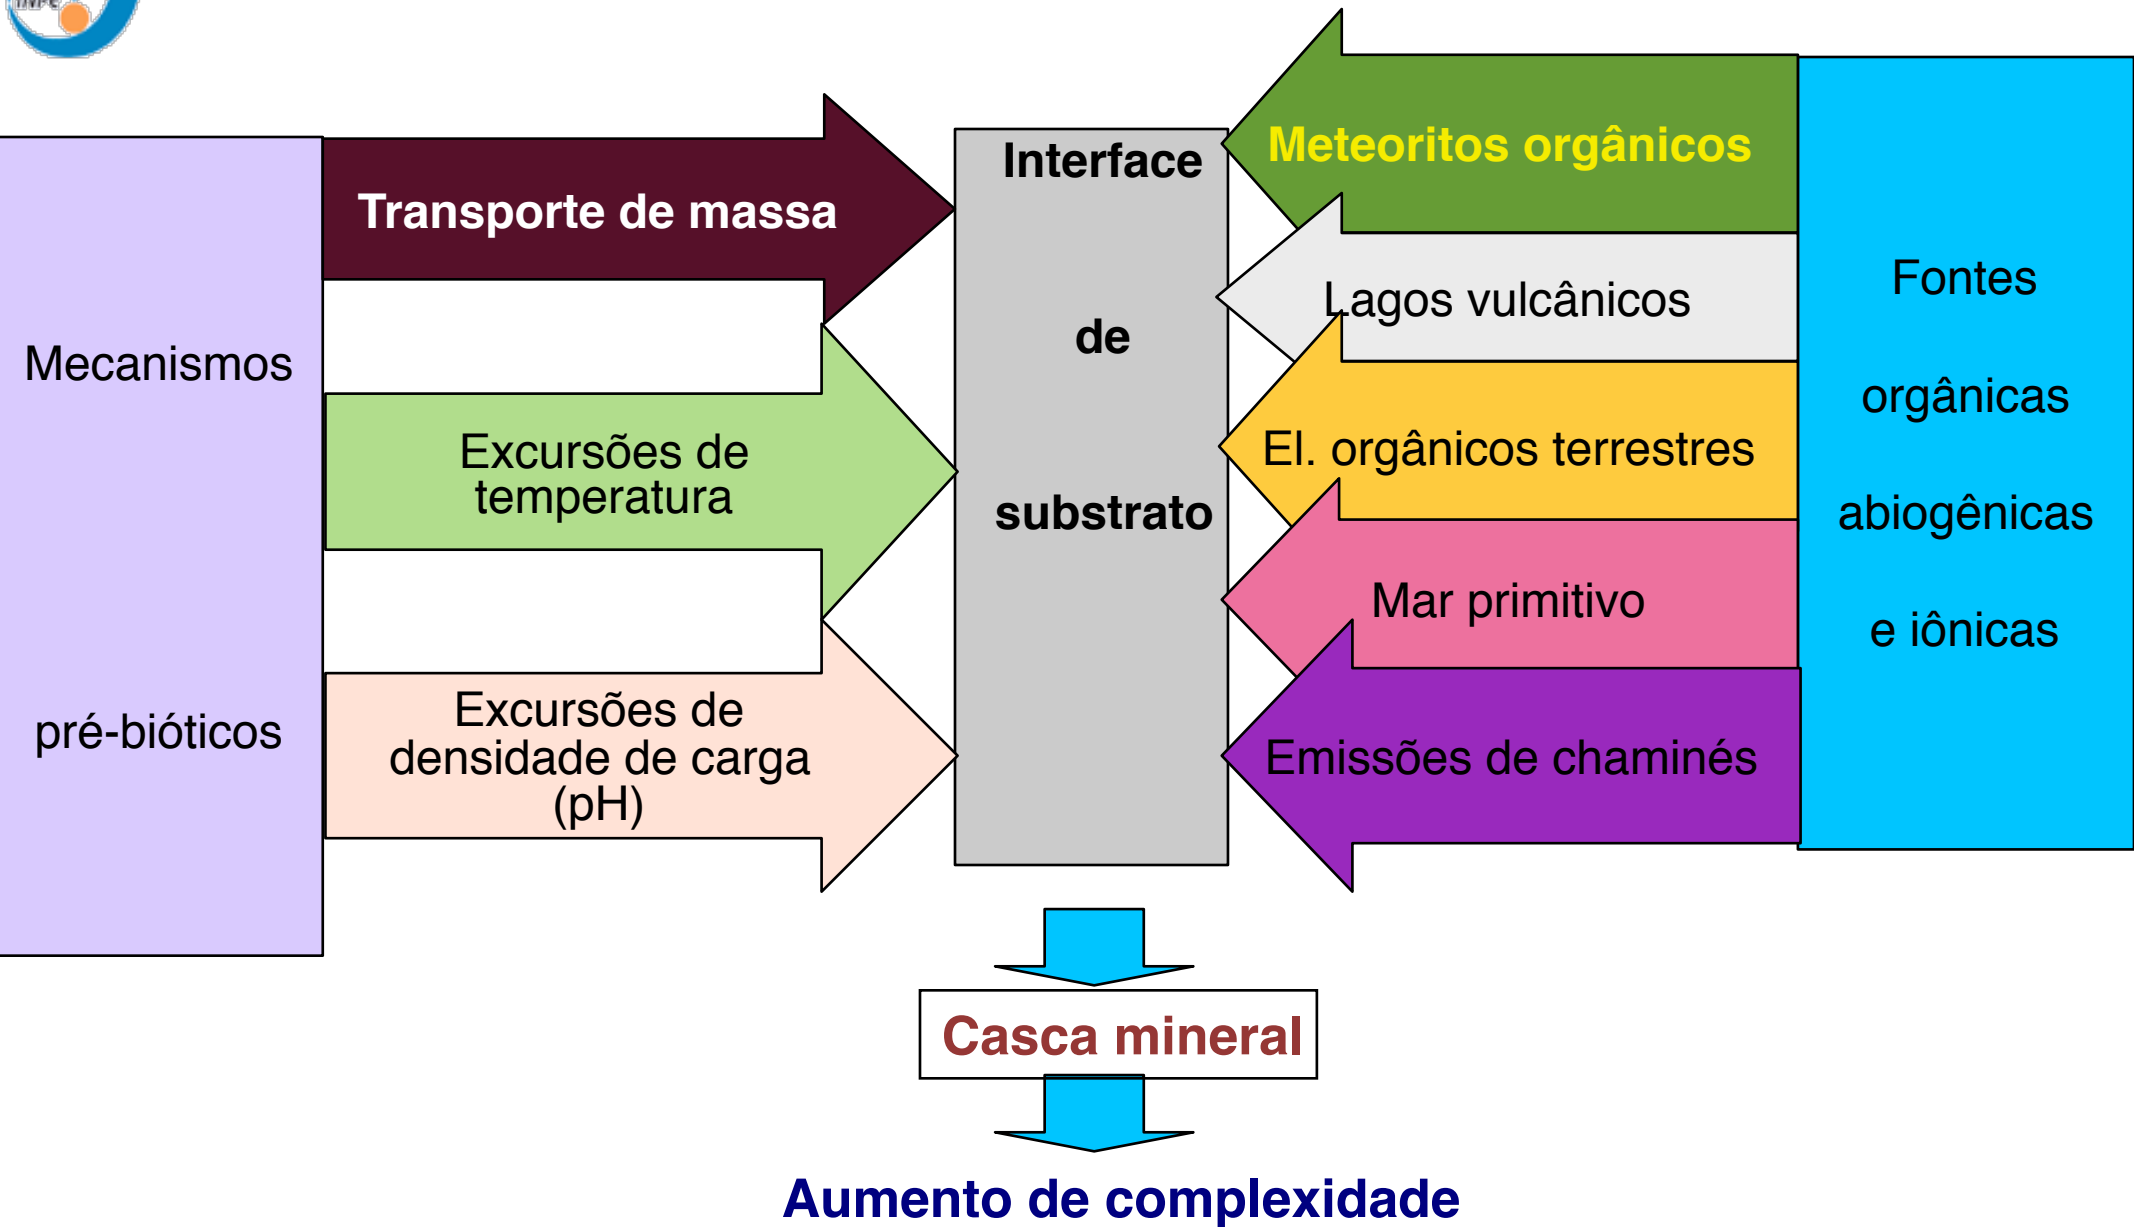 INPE
Mecanismos
pré-bióticos
Transporte de massa
Excursões de
temperatura
Excursões de
densidade de carga
(pH)
Interface
de
substrato
Meteoritos orgânicos
Lagos vulcânicos
El. orgânicos terrestres
Mar primitivo
Emissões de chaminés
Fontes
orgânicas
abiogênicas
e iônicas
Casca mineral
Aumento de complexidade